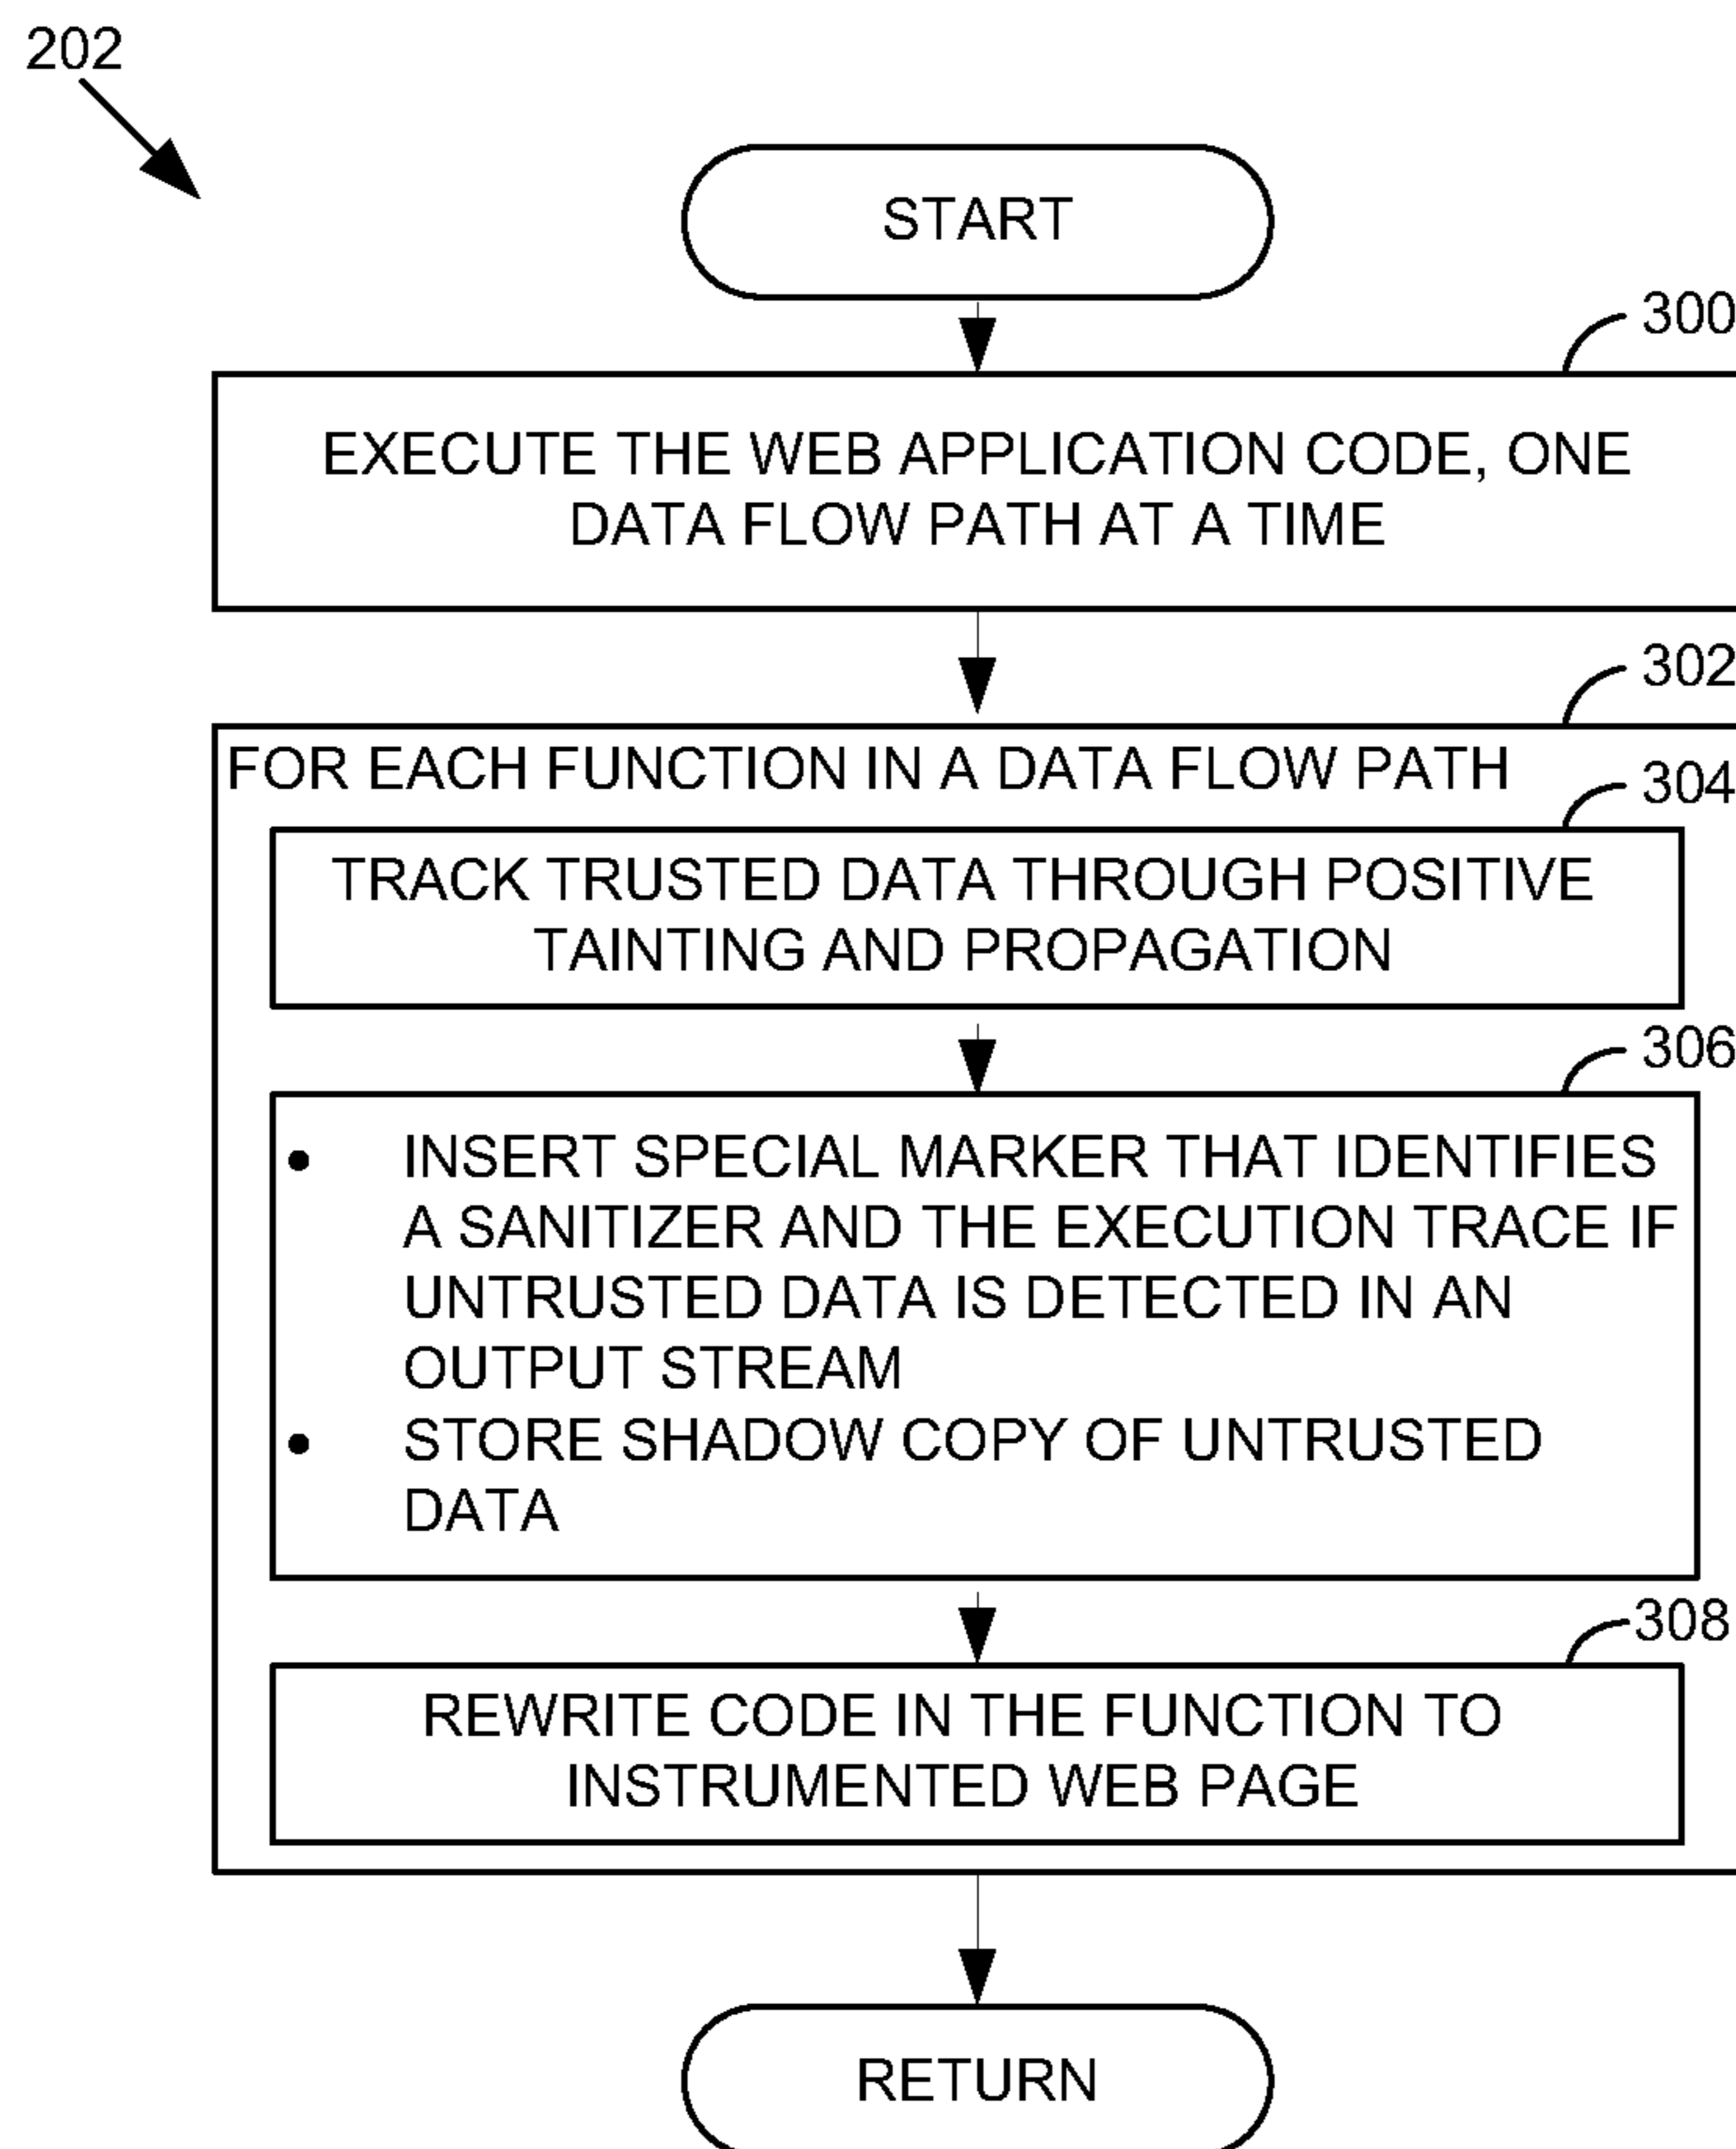 202
START
300
EXECUTE THE WEB APPLICATION CODE, ONE
DATA FLOW PATH AT A TIME
302
FOR EACH FUNCTION IN A DATA FLOW PATH
304
TRACK TRUSTED DATA THROUGH POSITIVE
TAINTING AND PROPAGATION
306
• INSERT SPECIAL MARKER THAT IDENTIFIES
A SANITIZER AND THE EXECUTION TRACE IF
UNTRUSTED DATA IS DETECTED IN AN
OUTPUT STREAM
• STORE SHADOW COPY OF UNTRUSTED
DATA
308
REWRITE CODE IN THE FUNCTION TO
INSTRUMENTED WEB PAGE
RETURN